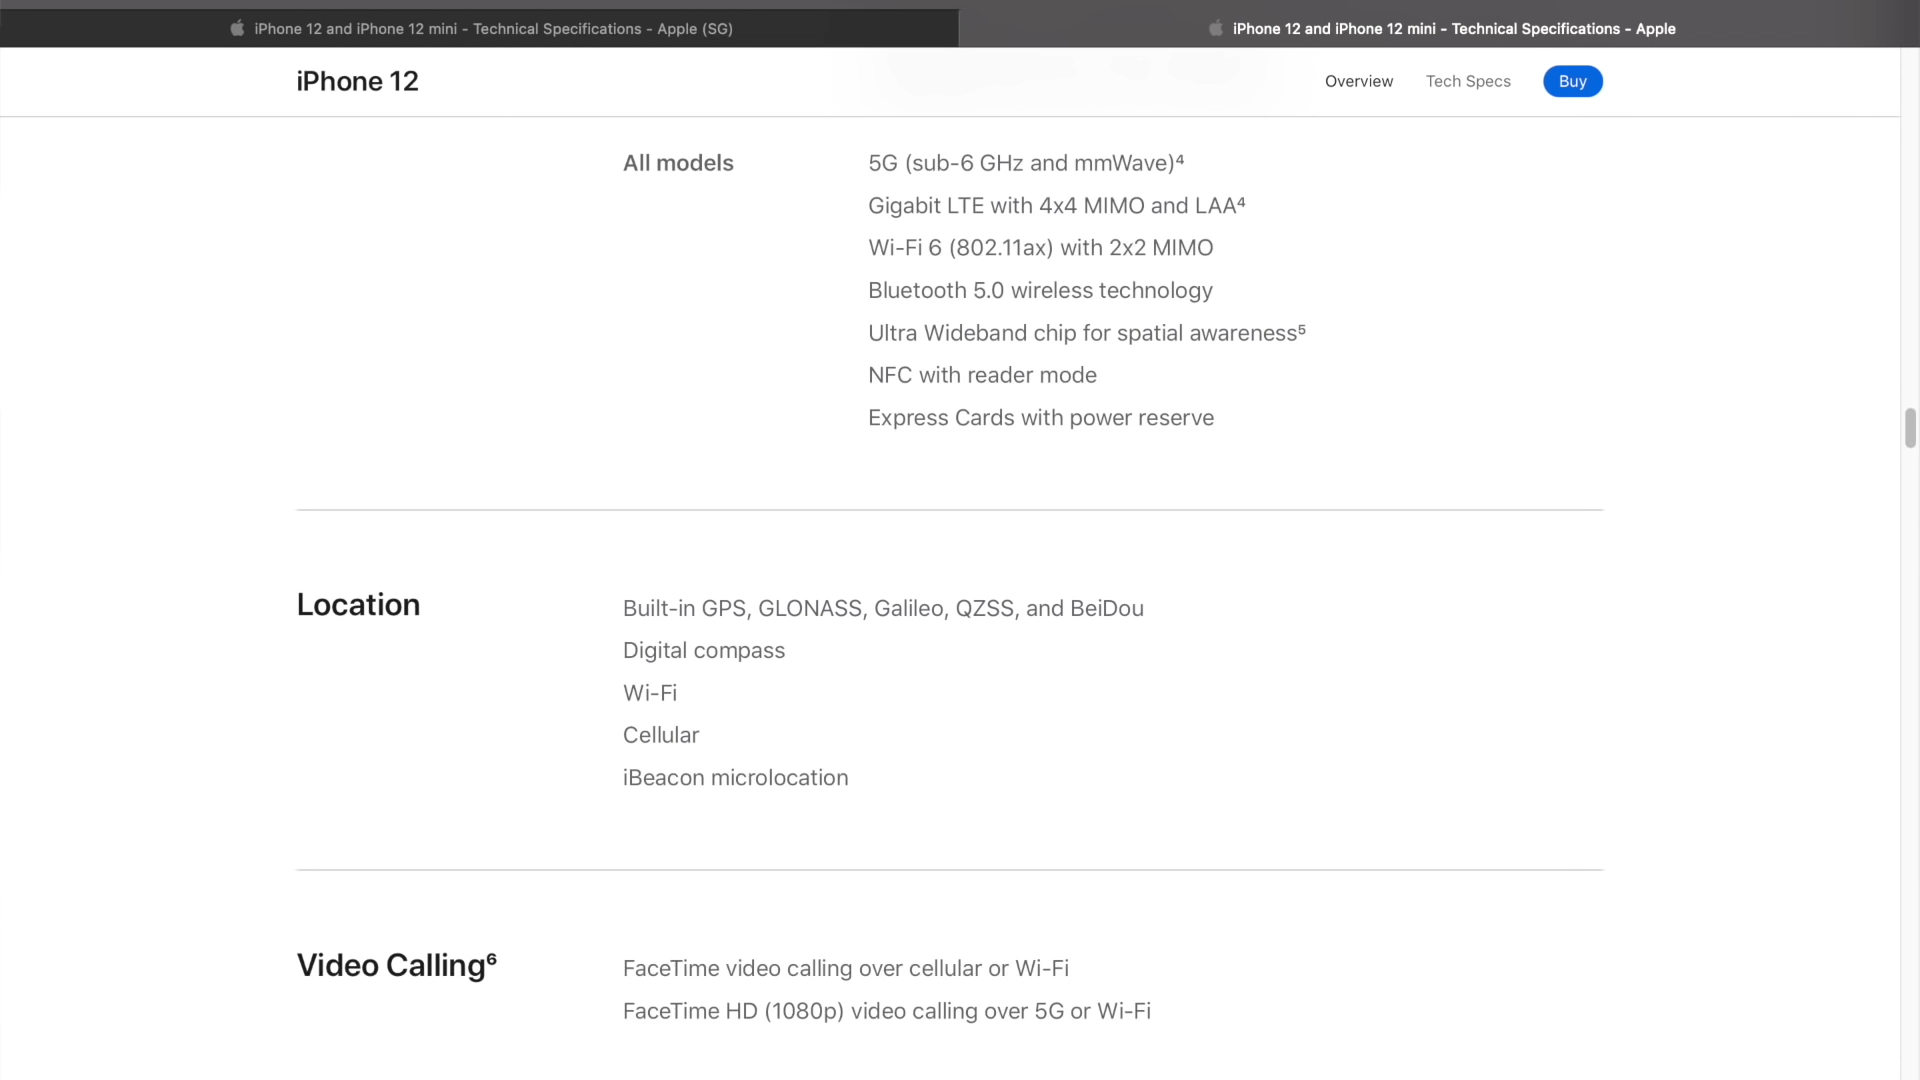 iPhone 12 and iPhone 12 mini - Technical Specifications - Apple (SG)
iPhone 12 and iPhone 12 mini - Technical Specifications - Apple
iPhone 12
Overview
Tech Specs
Buy
All models
5G (sub-6 GHz and mmWave)⁴
Gigabit LTE with 4x4 MIMO and LAA⁴
Wi-Fi 6 (802.11ax) with 2x2 MIMO
Bluetooth 5.0 wireless technology
Ultra Wideband chip for spatial awareness⁵
NFC with reader mode
Express Cards with power reserve
Location
Built-in GPS, GLONASS, Galileo, QZSS, and BeiDou
Digital compass
Wi-Fi
Cellular
iBeacon microlocation
Video Calling⁶
FaceTime video calling over cellular or Wi-Fi
FaceTime HD (1080p) video calling over 5G or Wi-Fi